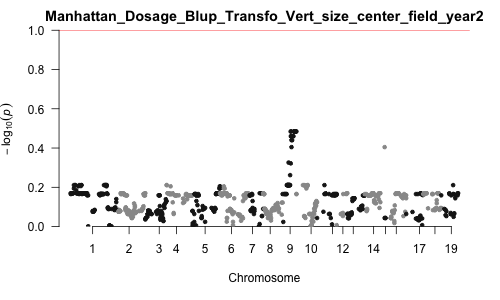 Manhattan_Dosage_Blup_Transfo_Vert_size_center_field_year2
1.0
0.8
0.6
0.4
0.2
0.0
− log₁₀(p)
1 2 3 4 5 6 7 8 9 10 12 14 17 19
Chromosome